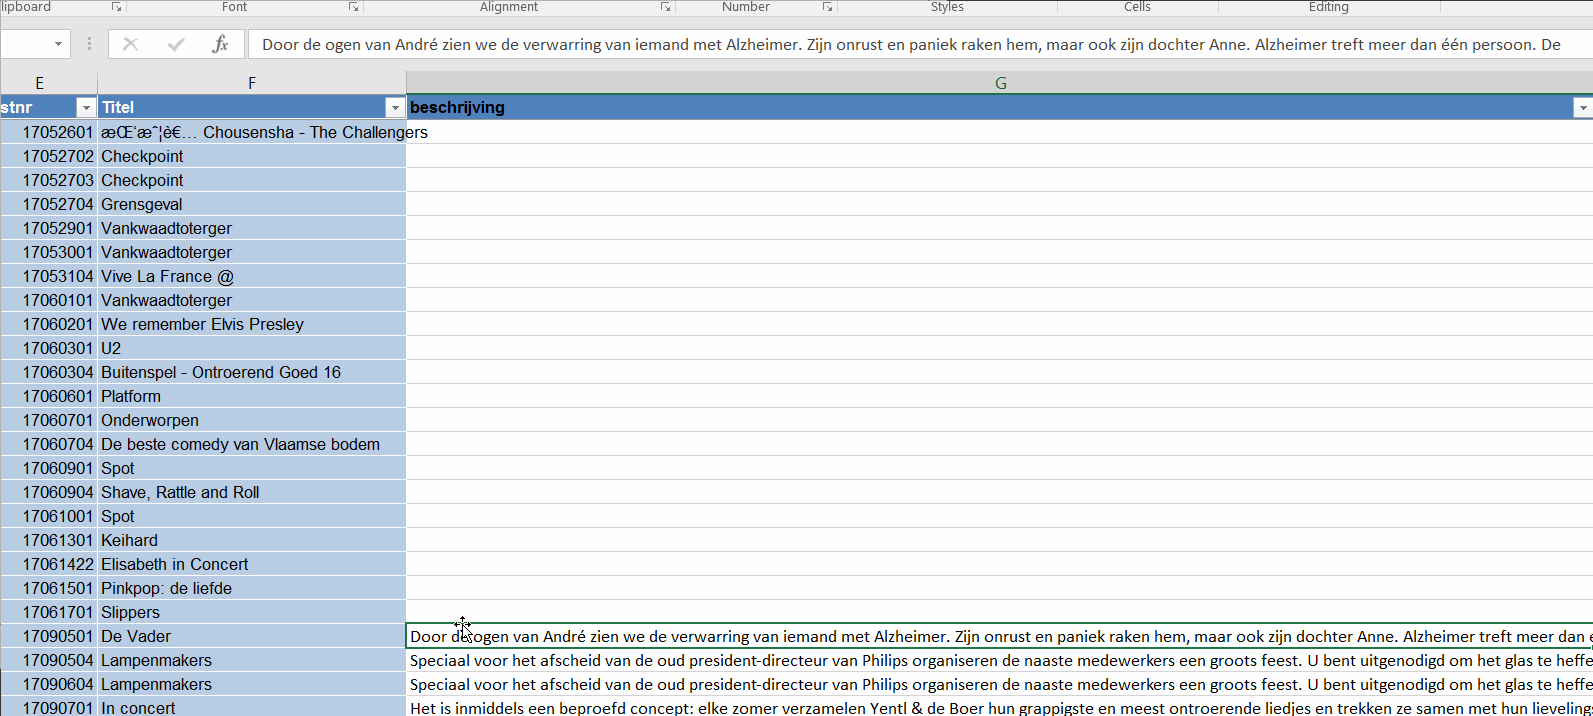 lipboard Font Alignment Number Styles Cells Editing
fx Door de ogen van André zien we de verwarring van iemand met Alzheimer. Zijn onrust en paniek raken hem, maar ook zijn dochter Anne. Alzheimer treft meer dan één persoon. De
E F G
stnr Titel beschrijving
17052601 æŒ‘æˆ¦è€… Chousensha - The Challengers
17052702 Checkpoint
17052703 Checkpoint
17052704 Grensgeval
17052901 Vankwaadtoterger
17053001 Vankwaadtoterger
17053104 Vive La France @
17060101 Vankwaadtoterger
17060201 We remember Elvis Presley
17060301 U2
17060304 Buitenspel - Ontroerend Goed 16
17060601 Platform
17060701 Onderworpen
17060704 De beste comedy van Vlaamse bodem
17060901 Spot
17060904 Shave, Rattle and Roll
17061001 Spot
17061301 Keihard
17061422 Elisabeth in Concert
17061501 Pinkpop: de liefde
17061701 Slippers
17090501 De Vader Door de ogen van André zien we de verwarring van iemand met Alzheimer. Zijn onrust en paniek raken hem, maar ook zijn dochter Anne. Alzheimer treft meer dan
17090504 Lampenmakers Speciaal voor het afscheid van de oud president-directeur van Philips organiseren de naaste medewerkers een groots feest. U bent uitgenodigd om het glas te heffe
17090604 Lampenmakers Speciaal voor het afscheid van de oud president-directeur van Philips organiseren de naaste medewerkers een groots feest. U bent uitgenodigd om het glas te heffe
17090701 In concert Het is inmiddels een beproefd concept: elke zomer verzamelen Yentl & de Boer hun grappigste en meest ontroerende liedjes en trekken ze samen met hun lieveling